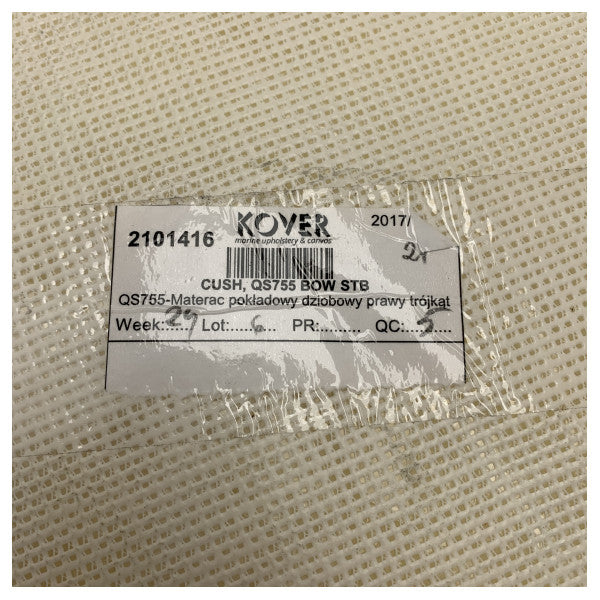 KOVER
2017/
2101416
marine upholstery & canvas
CUSH, QS755 BOW STB
QS755-Materac pokładowy dziobowy prawy trójkąt
Week:.....29 Lot:.....6.... PR:......... QC:...5....